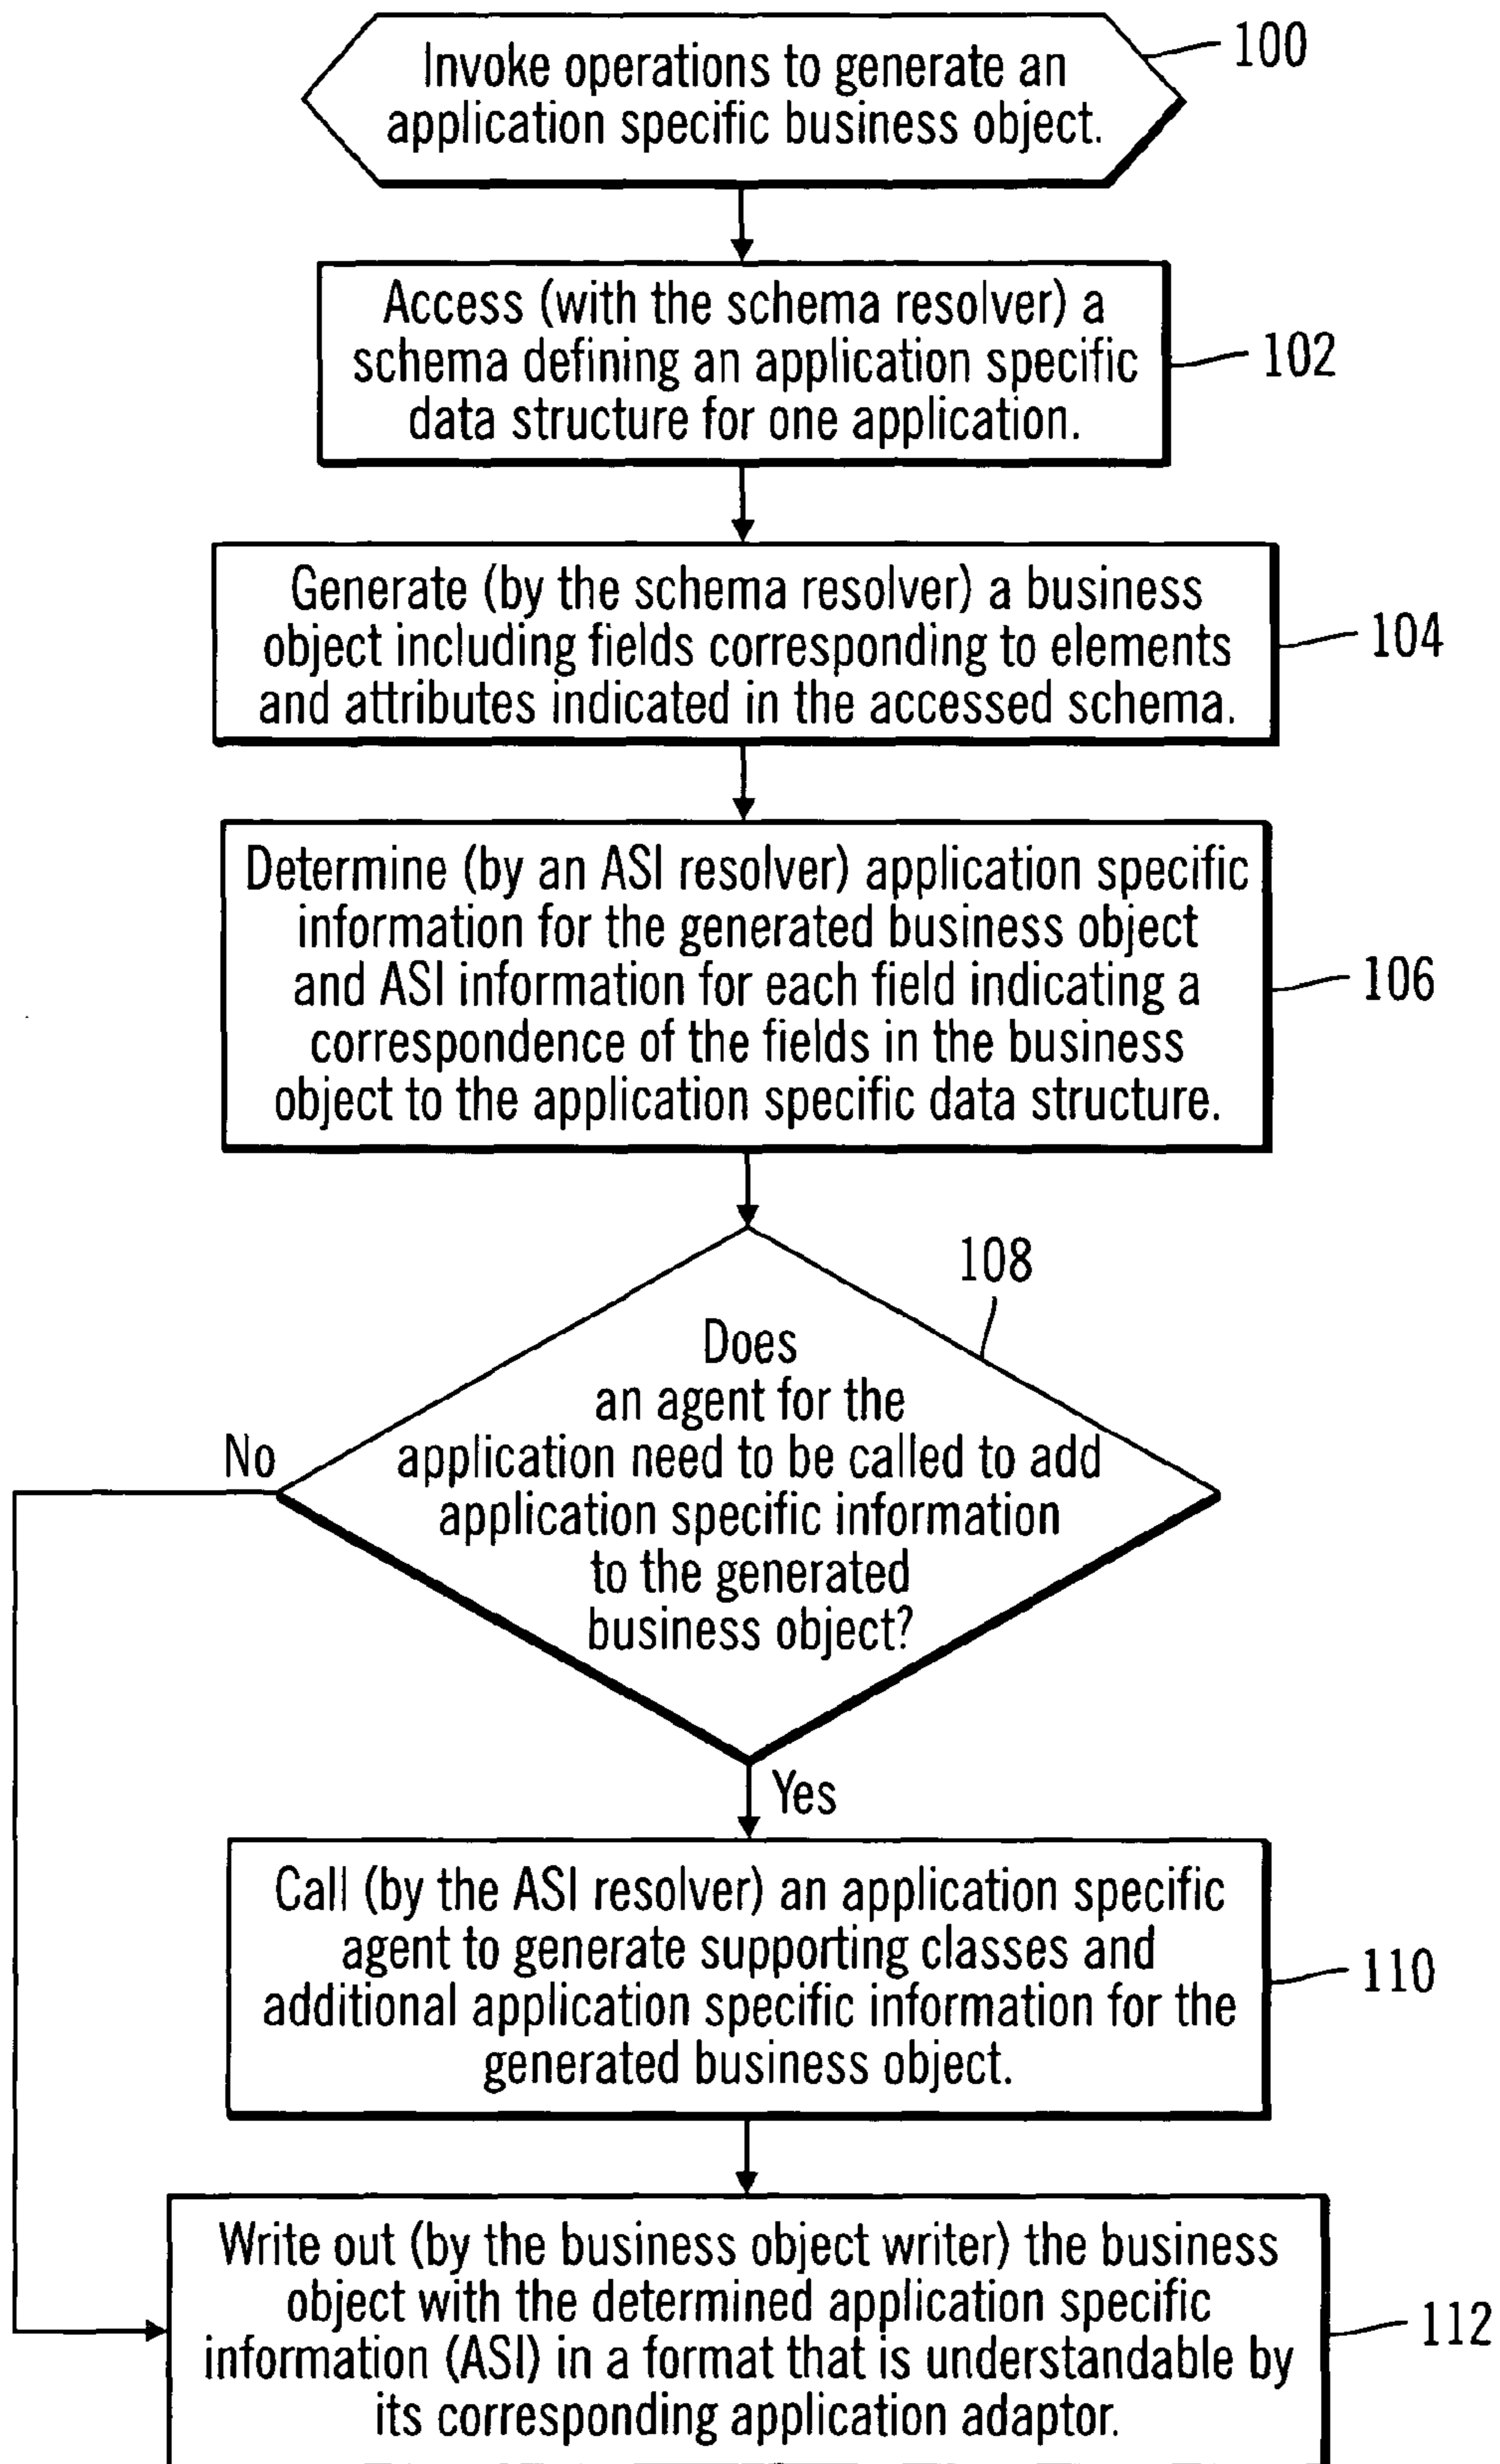 Invoke operations to generate an
application specific business object.
100
Access (with the schema resolver) a
schema defining an application specific
data structure for one application.
102
Generate (by the schema resolver) a business
object including fields corresponding to elements
and attributes indicated in the accessed schema.
104
Determine (by an ASI resolver) application specific
information for the generated business object
and ASI information for each field indicating a
correspondence of the fields in the business
object to the application specific data structure.
106
108
Does
an agent for the
application need to be called to add
application specific information
to the generated
business object?
No
Yes
Call (by the ASI resolver) an application specific
agent to generate supporting classes and
additional application specific information for the
generated business object.
110
Write out (by the business object writer) the business
object with the determined application specific
information (ASI) in a format that is understandable by
its corresponding application adaptor.
112